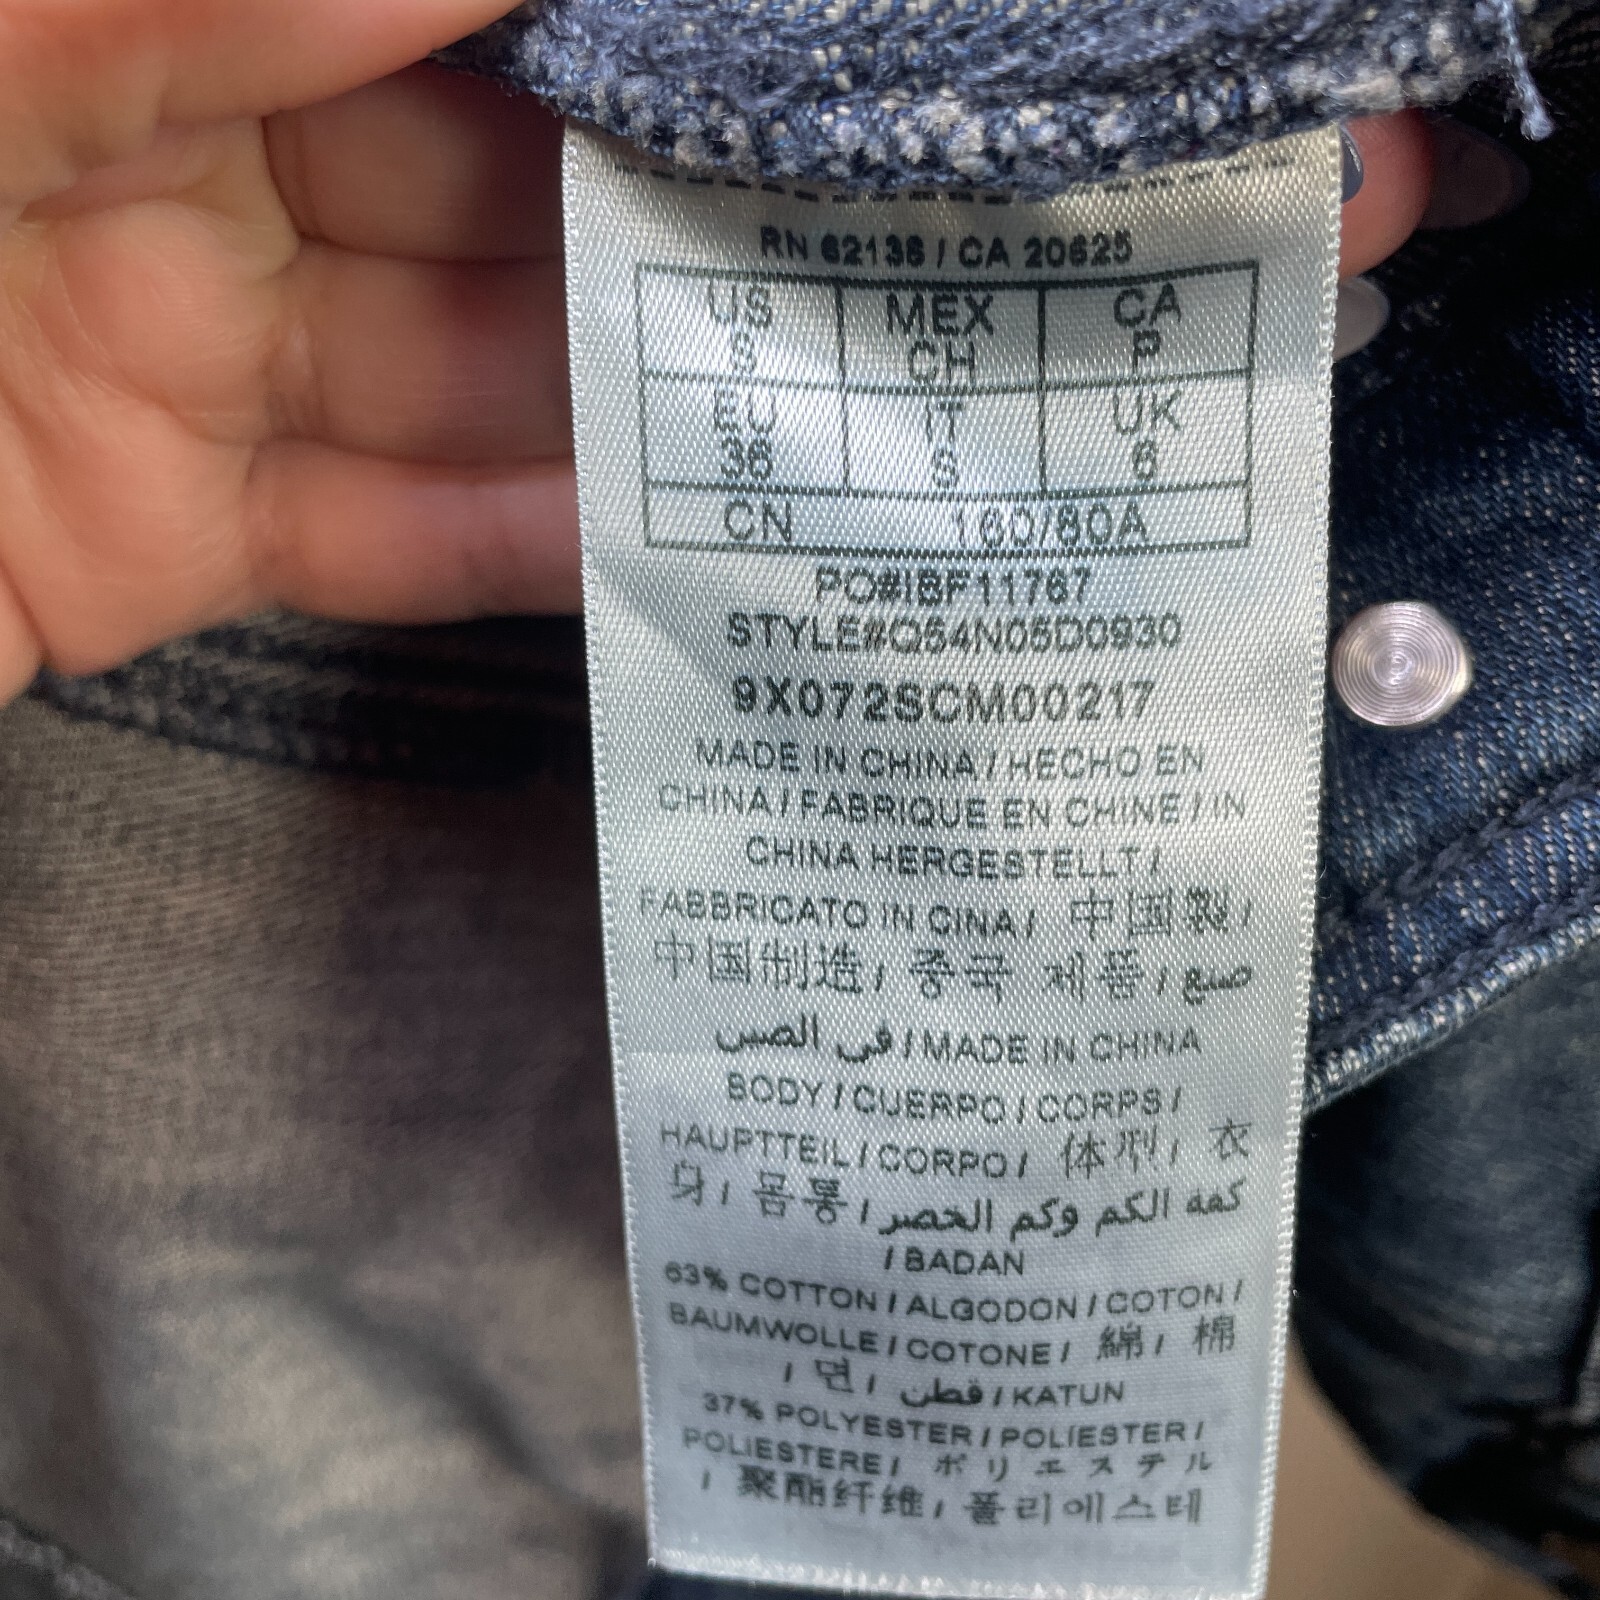 RN 62136 / CA 20625
US MEX CA
S CH P
EU IT UK
36 S 6
CN 160/80A
PO#IBF11767
STYLE#Q54N05D0930
9X072SCM00217
MADE IN CHINA / HECHO EN
CHINA / FABRIQUE EN CHINE / IN
CHINA HERGESTELLT /
FABBRICATO IN CINA / 中国製 /
中国制造 / 중국 제품 / صنع
في الصين / MADE IN CHINA
BODY / CUERPO / CORPS /
HAUPTTEIL / CORPO / 体型 / 衣
身 / 몸통 / كفة الكم وكم الخصر
/ BADAN
63% COTTON / ALGODON / COTON /
BAUMWOLLE / COTONE / 綿 / 棉
/ 면 / قطن / KATUN
37% POLYESTER / POLIESTER /
POLIESTERE / ポリエステル
/ 聚酯纤维 / 폴리에스테